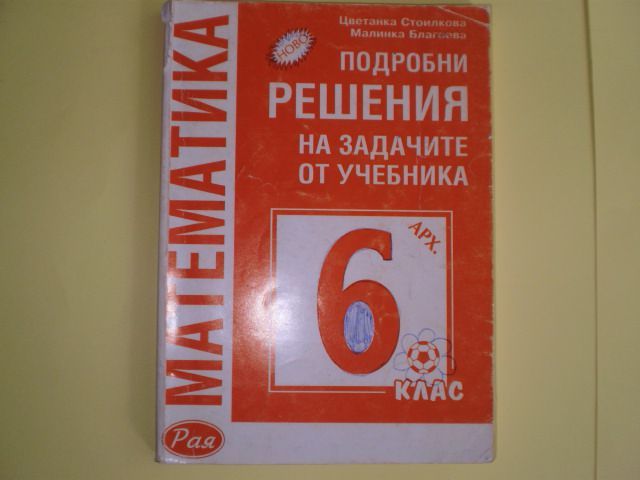 Цветанка Стоилкова
Малинка Благоева
НОВО
ПОДРОБНИ
РЕШЕНИЯ
НА ЗАДАЧИТЕ
ОТ УЧЕБНИКА
МАТЕМАТИКА
АРХ.
6
КЛАС
Рая